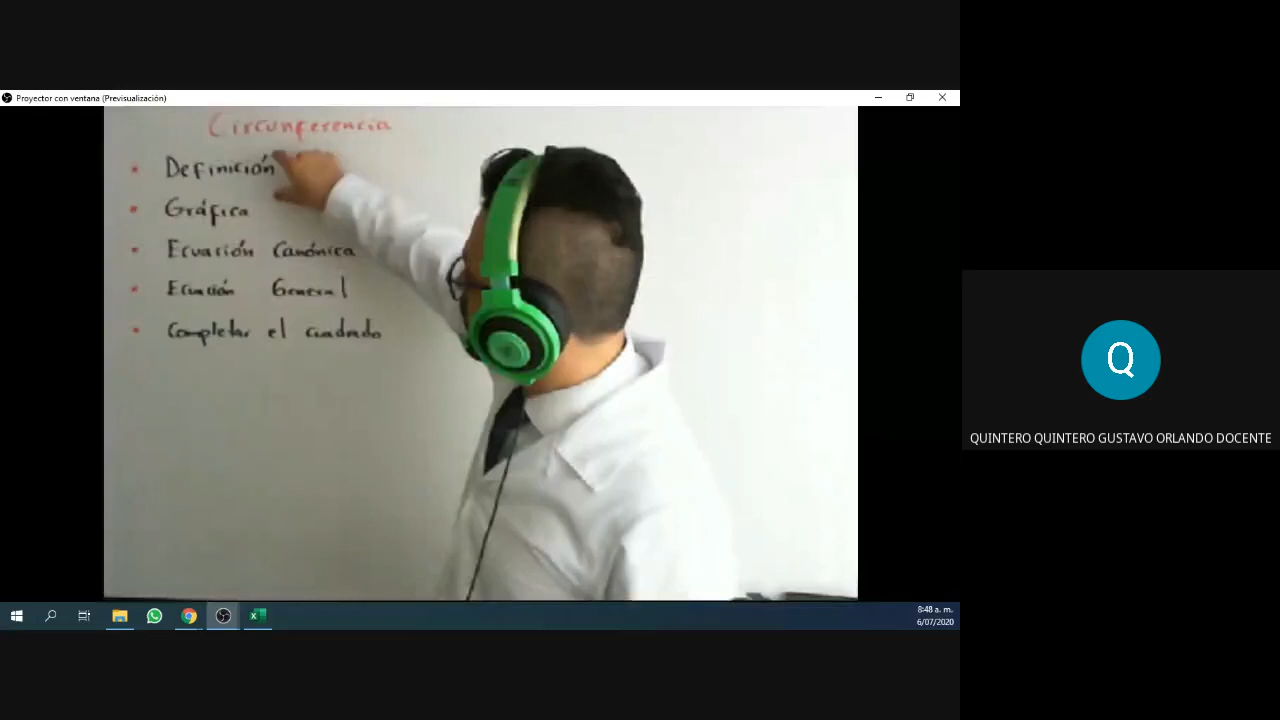 Proyector con ventana (Previsualización)
Circunferencia
Definición
Gráfica
Ecuación Canónica
Ecuación General
Completar el cuadrado
Q
QUINTERO QUINTERO GUSTAVO ORLANDO DOCENTE
8:48 a. m.
6/07/2020